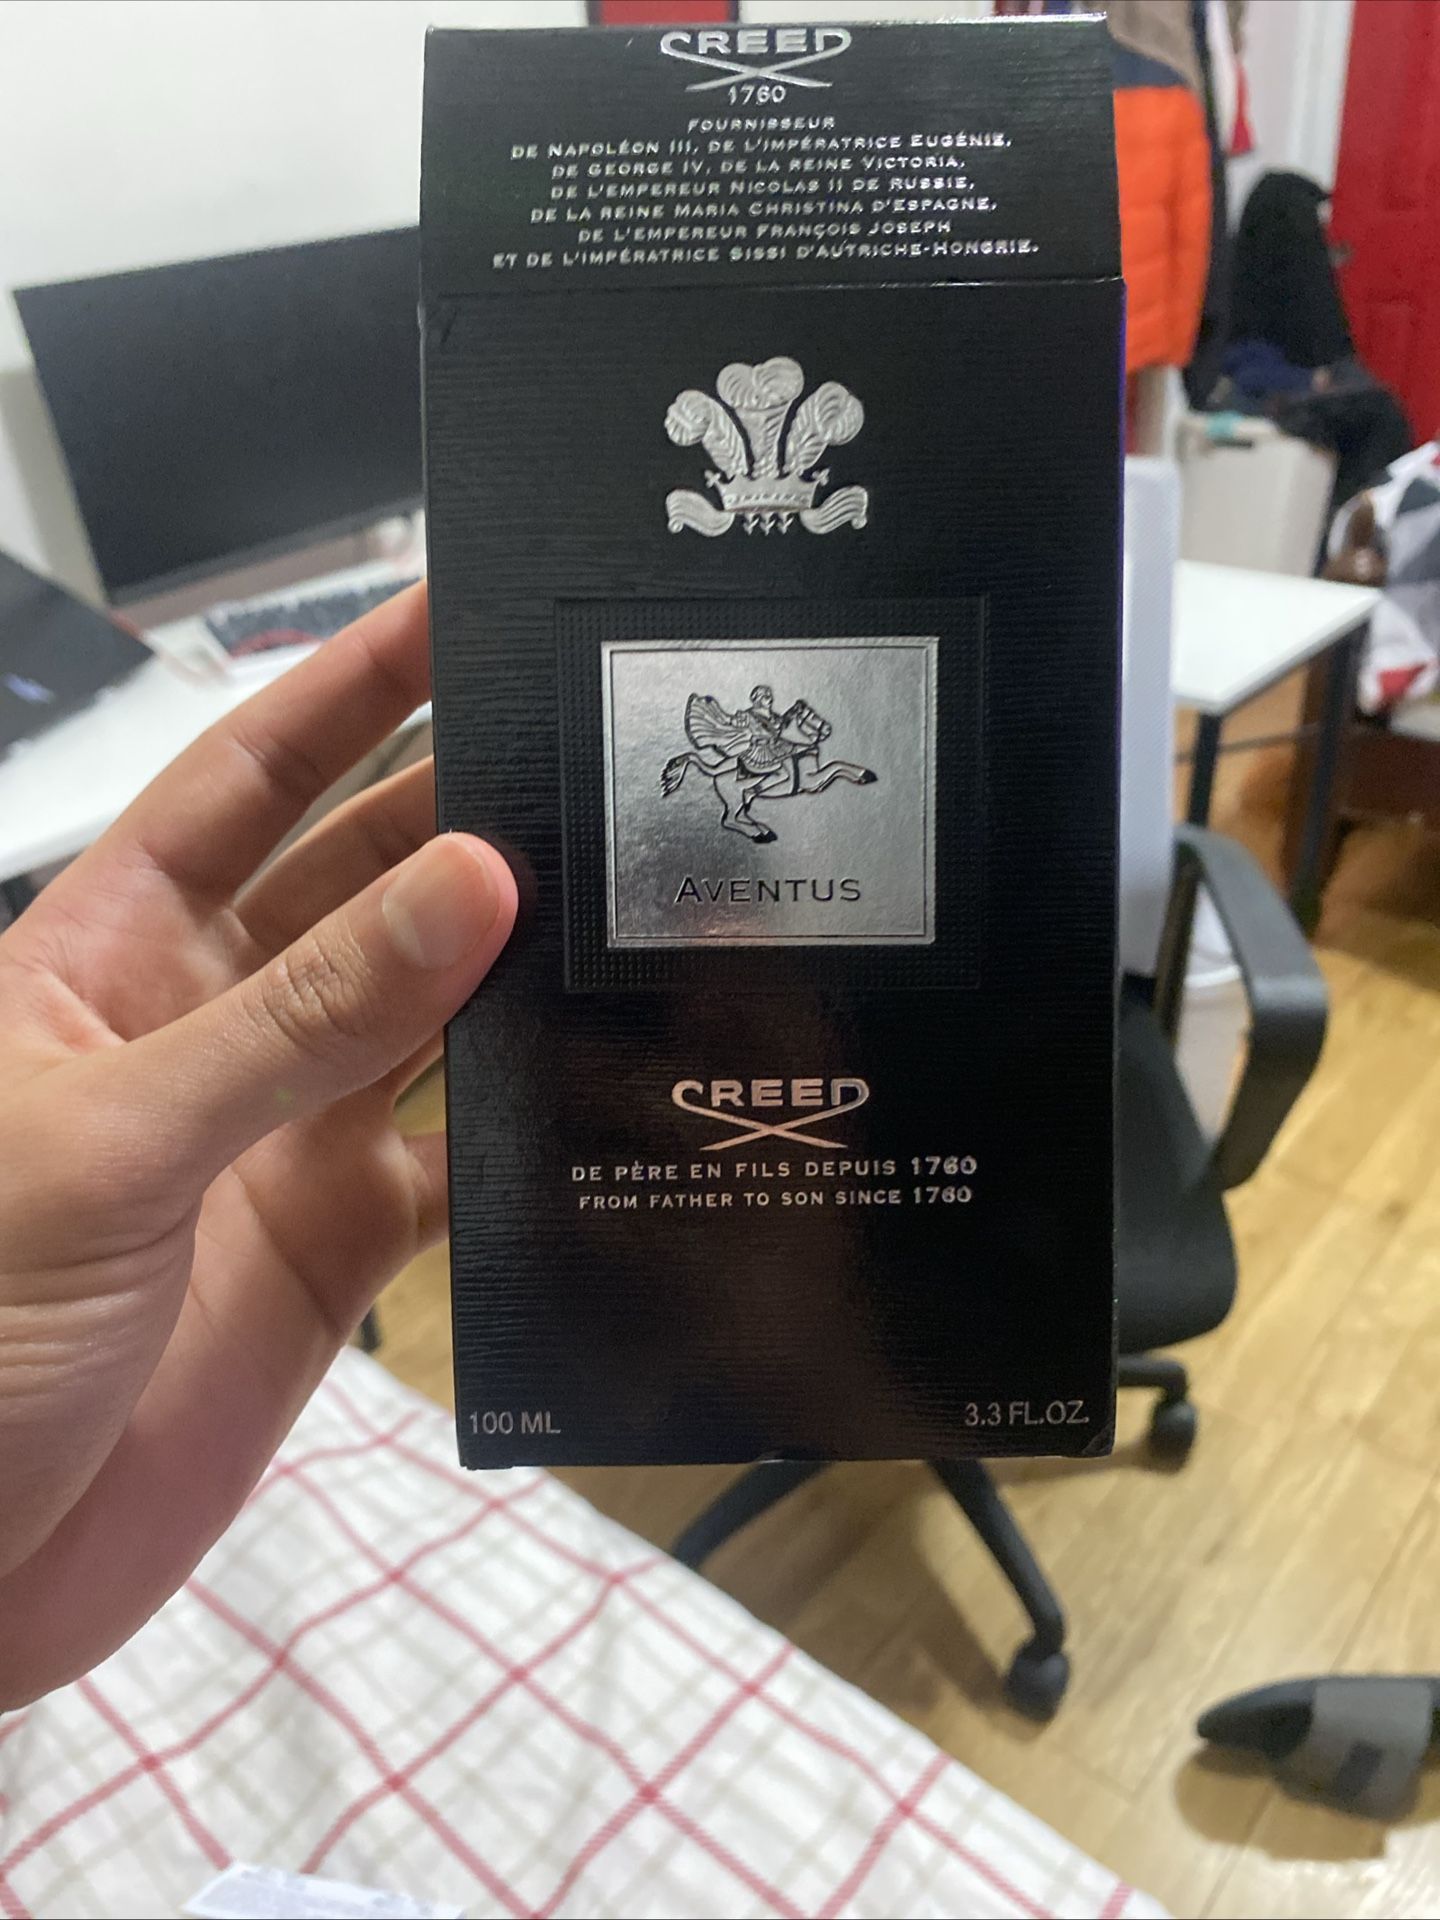 CREED
1760
FOURNISSEUR
DE NAPOLÉON III, DE L'IMPÉRATRICE EUGÉNIE,
DE GEORGE IV, DE LA REINE VICTORIA,
DE L'EMPEREUR NICOLAS II DE RUSSIE,
DE LA REINE MARIA CHRISTINA D'ESPAGNE,
DE L'EMPEREUR FRANÇOIS JOSEPH
ET DE L'IMPÉRATRICE SISSI D'AUTRICHE-HONGRIE.
AVENTUS
CREED
DE PÈRE EN FILS DEPUIS 1760
FROM FATHER TO SON SINCE 1760
100 ML
3.3 FL.OZ.